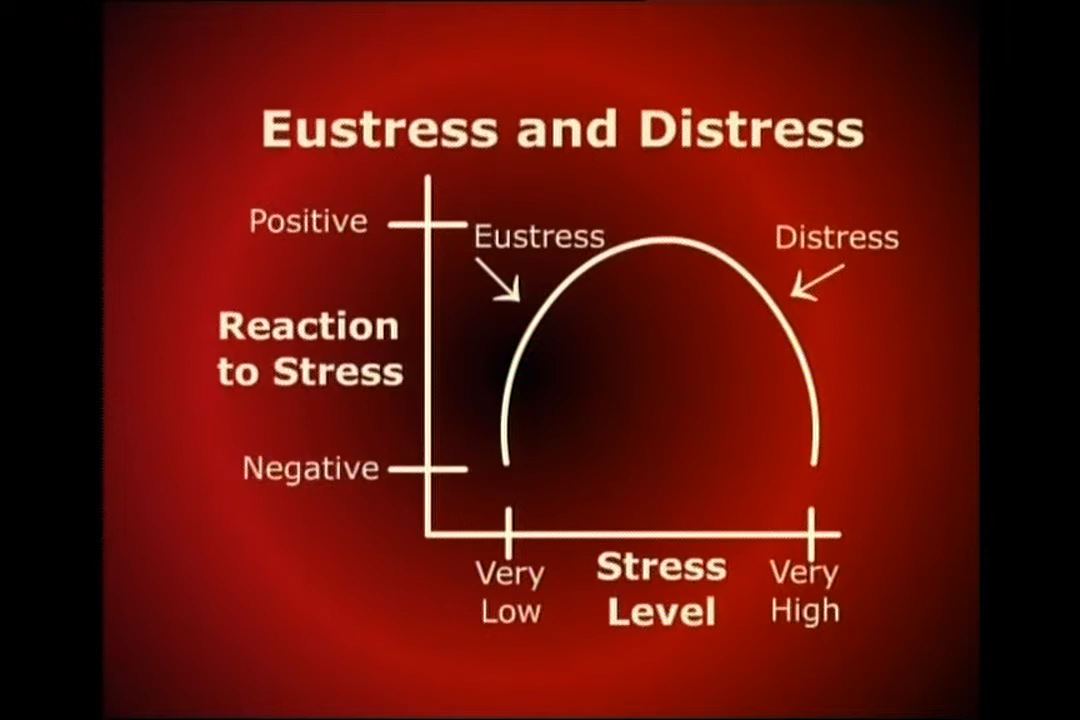 Eustress and Distress
Positive
Eustress
Distress
Reaction
to Stress
Negative
Very
Low
Stress
Level
Very
High